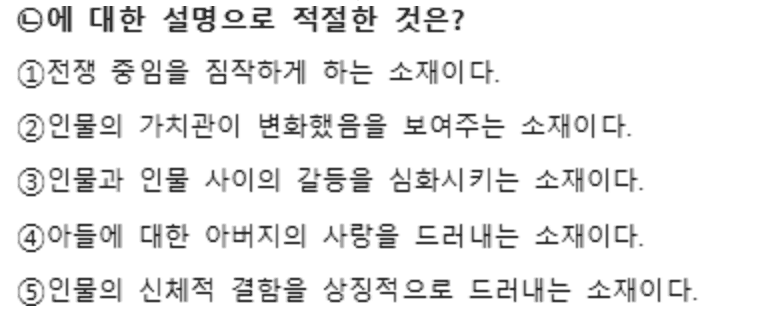 ㉡에 대한 설명으로 적절한 것은?
①전쟁 중임을 짐작하게 하는 소재이다.
②인물의 가치관이 변화했음을 보여주는 소재이다.
③인물과 인물 사이의 갈등을 심화시키는 소재이다.
④아들에 대한 아버지의 사랑을 드러내는 소재이다.
⑤인물의 신체적 결함을 상징적으로 드러내는 소재이다.